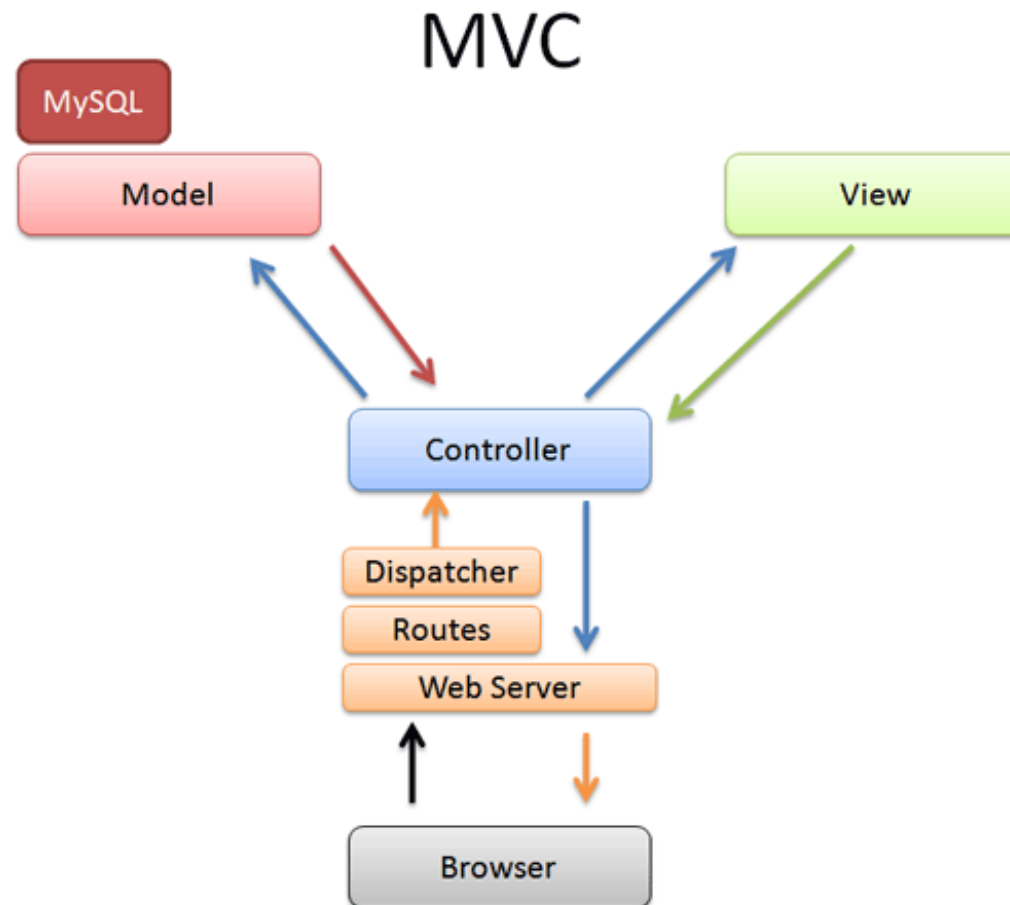 MVC
MySQL
Model
View
Controller
Dispatcher
Routes
Web Server
Browser